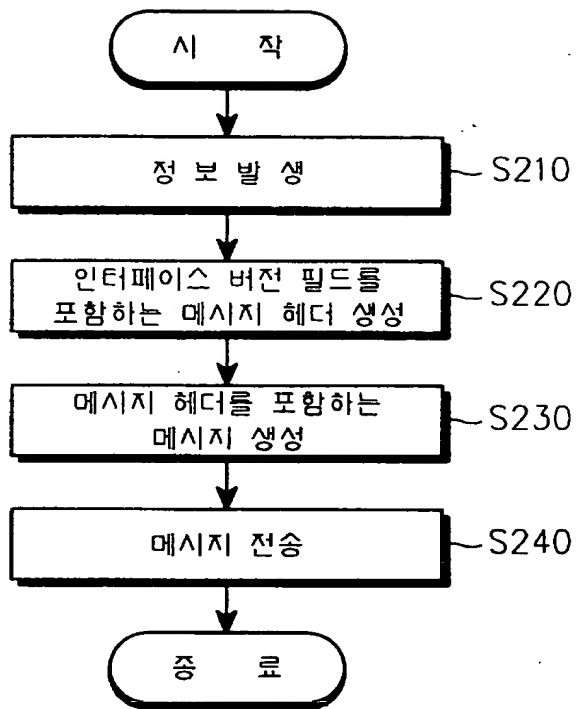 시 작
정 보 발 생
S210
인터페이스 버전 필드를
포함하는 메시지 헤더 생성
S220
메시지 헤더를 포함하는
메시지 생성
S230
메시지 전송
S240
종 료